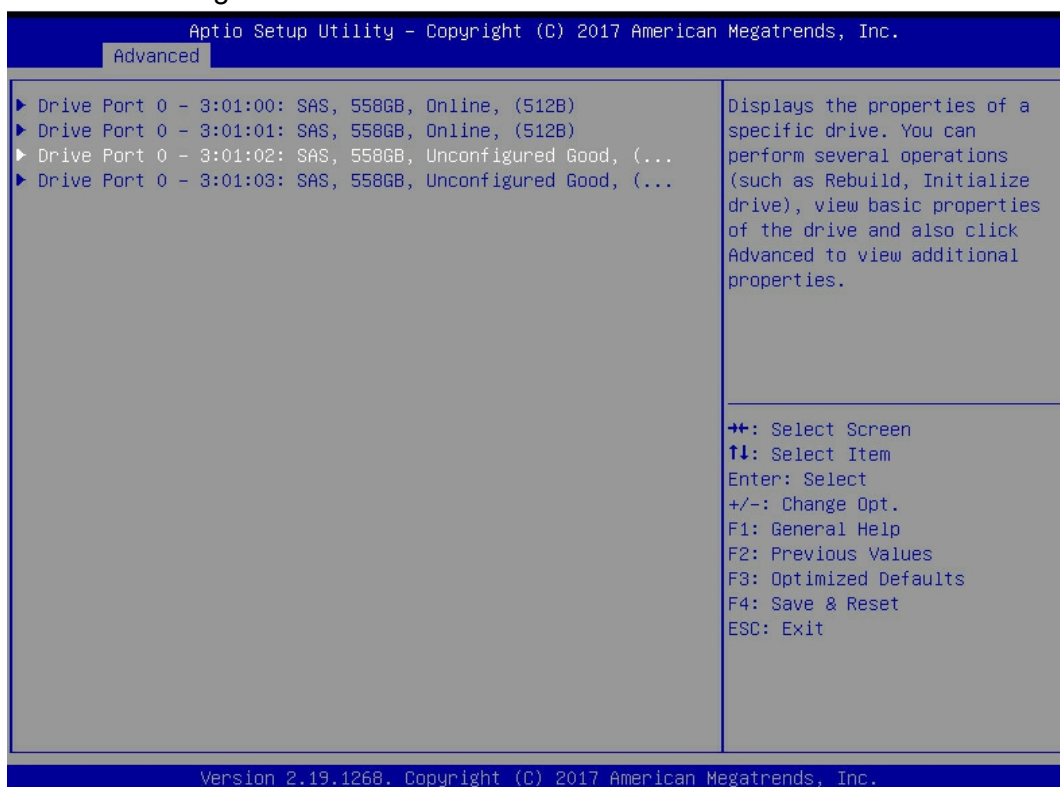 Aptio Setup Utility – Copyright (C) 2017 American Megatrends, Inc.
Advanced
▶ Drive Port 0 – 3:01:00: SAS, 558GB, Online, (512B)
▶ Drive Port 0 – 3:01:01: SAS, 558GB, Online, (512B)
▶ Drive Port 0 – 3:01:02: SAS, 558GB, Unconfigured Good, (...
▶ Drive Port 0 – 3:01:03: SAS, 558GB, Unconfigured Good, (...
Displays the properties of a
specific drive. You can
perform several operations
(such as Rebuild, Initialize
drive), view basic properties
of the drive and also click
Advanced to view additional
properties.
→←: Select Screen
↑↓: Select Item
Enter: Select
+/-: Change Opt.
F1: General Help
F2: Previous Values
F3: Optimized Defaults
F4: Save & Reset
ESC: Exit
Version 2.19.1268. Copyright (C) 2017 American Megatrends, Inc.